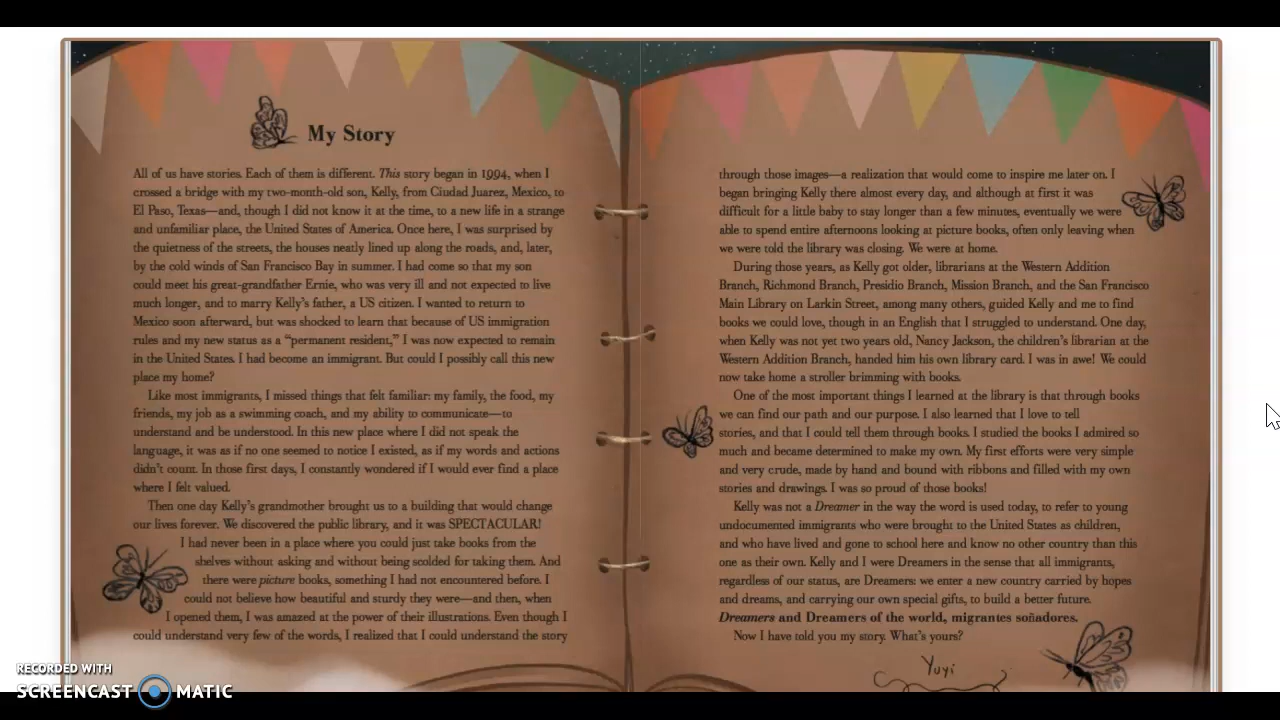 My Story
All of us have stories. Each of them is different. This story began in 1994, when I
crossed a bridge with my two-month-old son, Kelly, from Ciudad Juarez, Mexico, to
El Paso, Texas—and, though I did not know it at the time, to a new life in a strange
and unfamiliar place, the United States of America. Once here, I was surprised by
the quietness of the streets, the houses neatly lined up along the roads, and, later,
by the cold winds of San Francisco Bay in summer. I had come so that my son
could meet his great-grandfather Ernie, who was very ill and not expected to live
much longer, and to marry Kelly's father, a US citizen. I wanted to return to
Mexico soon afterward, but was shocked to learn that because of US immigration
rules and my new status as a “permanent resident,” I was now expected to remain
in the United States. I had become an immigrant. But could I possibly call this new
place my home?
Like most immigrants, I missed things that felt familiar: my family, the food, my
friends, my job as a swimming coach, and my ability to communicate—to
understand and be understood. In this new place where I did not speak the
language, it was as if no one seemed to notice I existed, as if my words and actions
didn't count. In those first days, I constantly wondered if I would ever find a place
where I felt valued.
Then one day Kelly's grandmother brought us to a building that would change
our lives forever. We discovered the public library, and it was SPECTACULAR!
I had never been in a place where you could just take books from the
shelves without asking and without being scolded for taking them. And
there were picture books, something I had not encountered before. I
could not believe how beautiful and sturdy they were—and then, when
I opened them, I was amazed at the power of their illustrations. Even though I
could understand very few of the words, I realized that I could understand the story
through those images—a realization that would come to inspire me later on. I
began bringing Kelly there almost every day, and although at first it was
difficult for a little baby to stay longer than a few minutes, eventually we were
able to spend entire afternoons looking at picture books, often only leaving when
we were told the library was closing. We were at home.
During those years, as Kelly got older, librarians at the Western Addition
Branch, Richmond Branch, Presidio Branch, Mission Branch, and the San Francisco
Main Library on Larkin Street, among many others, guided Kelly and me to find
books we could love, though in an English that I struggled to understand. One day,
when Kelly was not yet two years old, Nancy Jackson, the children's librarian at the
Western Addition Branch, handed him his own library card. I was in awe! We could
now take home a stroller brimming with books.
One of the most important things I learned at the library is that through books
we can find our path and our purpose. I also learned that I love to tell
stories, and that I could tell them through books. I studied the books I admired so
much and became determined to make my own. My first efforts were very simple
and very crude, made by hand and bound with ribbons and filled with my own
stories and drawings. I was so proud of those books!
Kelly was not a Dreamer in the way the word is used today, to refer to young
undocumented immigrants who were brought to the United States as children,
and who have lived and gone to school here and know no other country than this
one as their own. Kelly and I were Dreamers in the sense that all immigrants,
regardless of our status, are Dreamers: we enter a new country carried by hopes
and dreams, and carrying our own special gifts, to build a better future.
Dreamers and Dreamers of the world, migrantes soñadores.
Now I have told you my story. What's yours?
Yuyi
RECORDED WITH
SCREENCAST MATIC